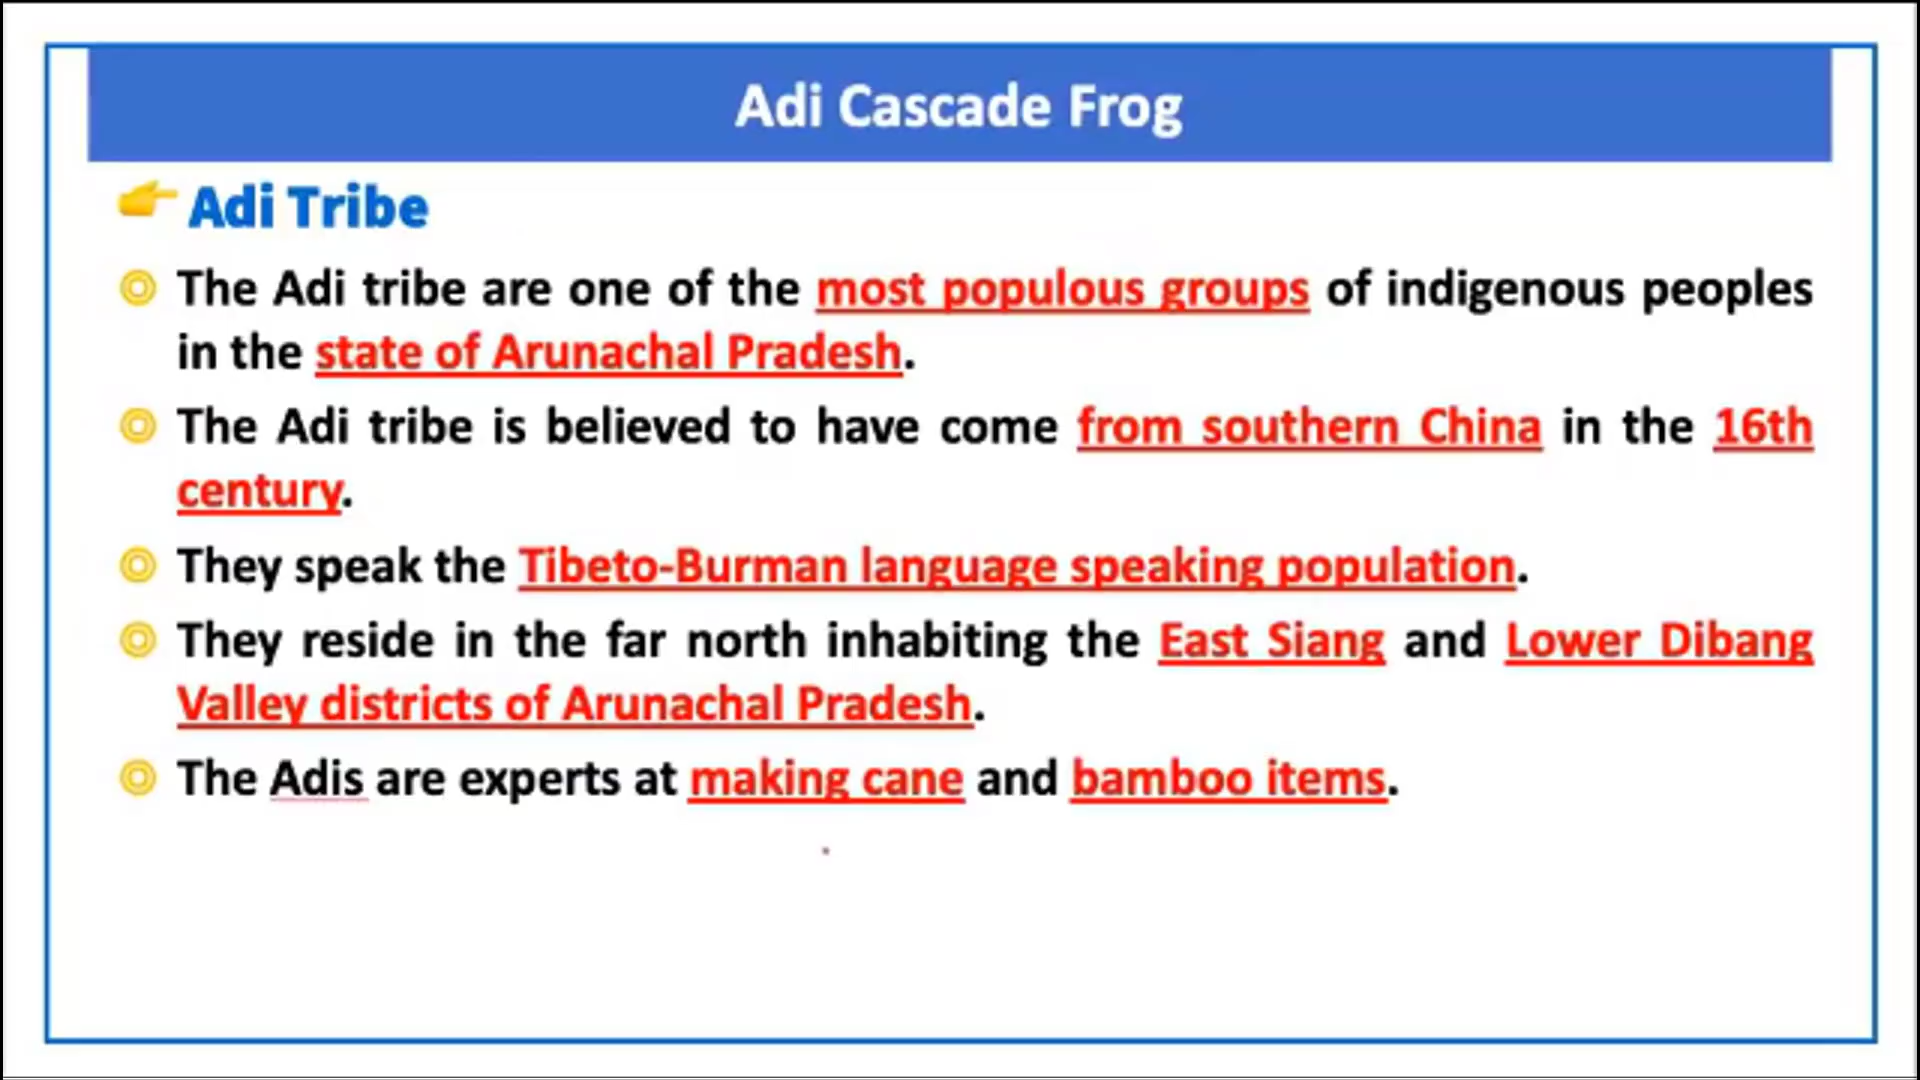 Adi Cascade Frog
Adi Tribe
The Adi tribe are one of the most populous groups of indigenous peoples
in the state of Arunachal Pradesh.
The Adi tribe is believed to have come from southern China in the 16th
century.
They speak the Tibeto-Burman language speaking population.
They reside in the far north inhabiting the East Siang and Lower Dibang
Valley districts of Arunachal Pradesh.
The Adis are experts at making cane and bamboo items.